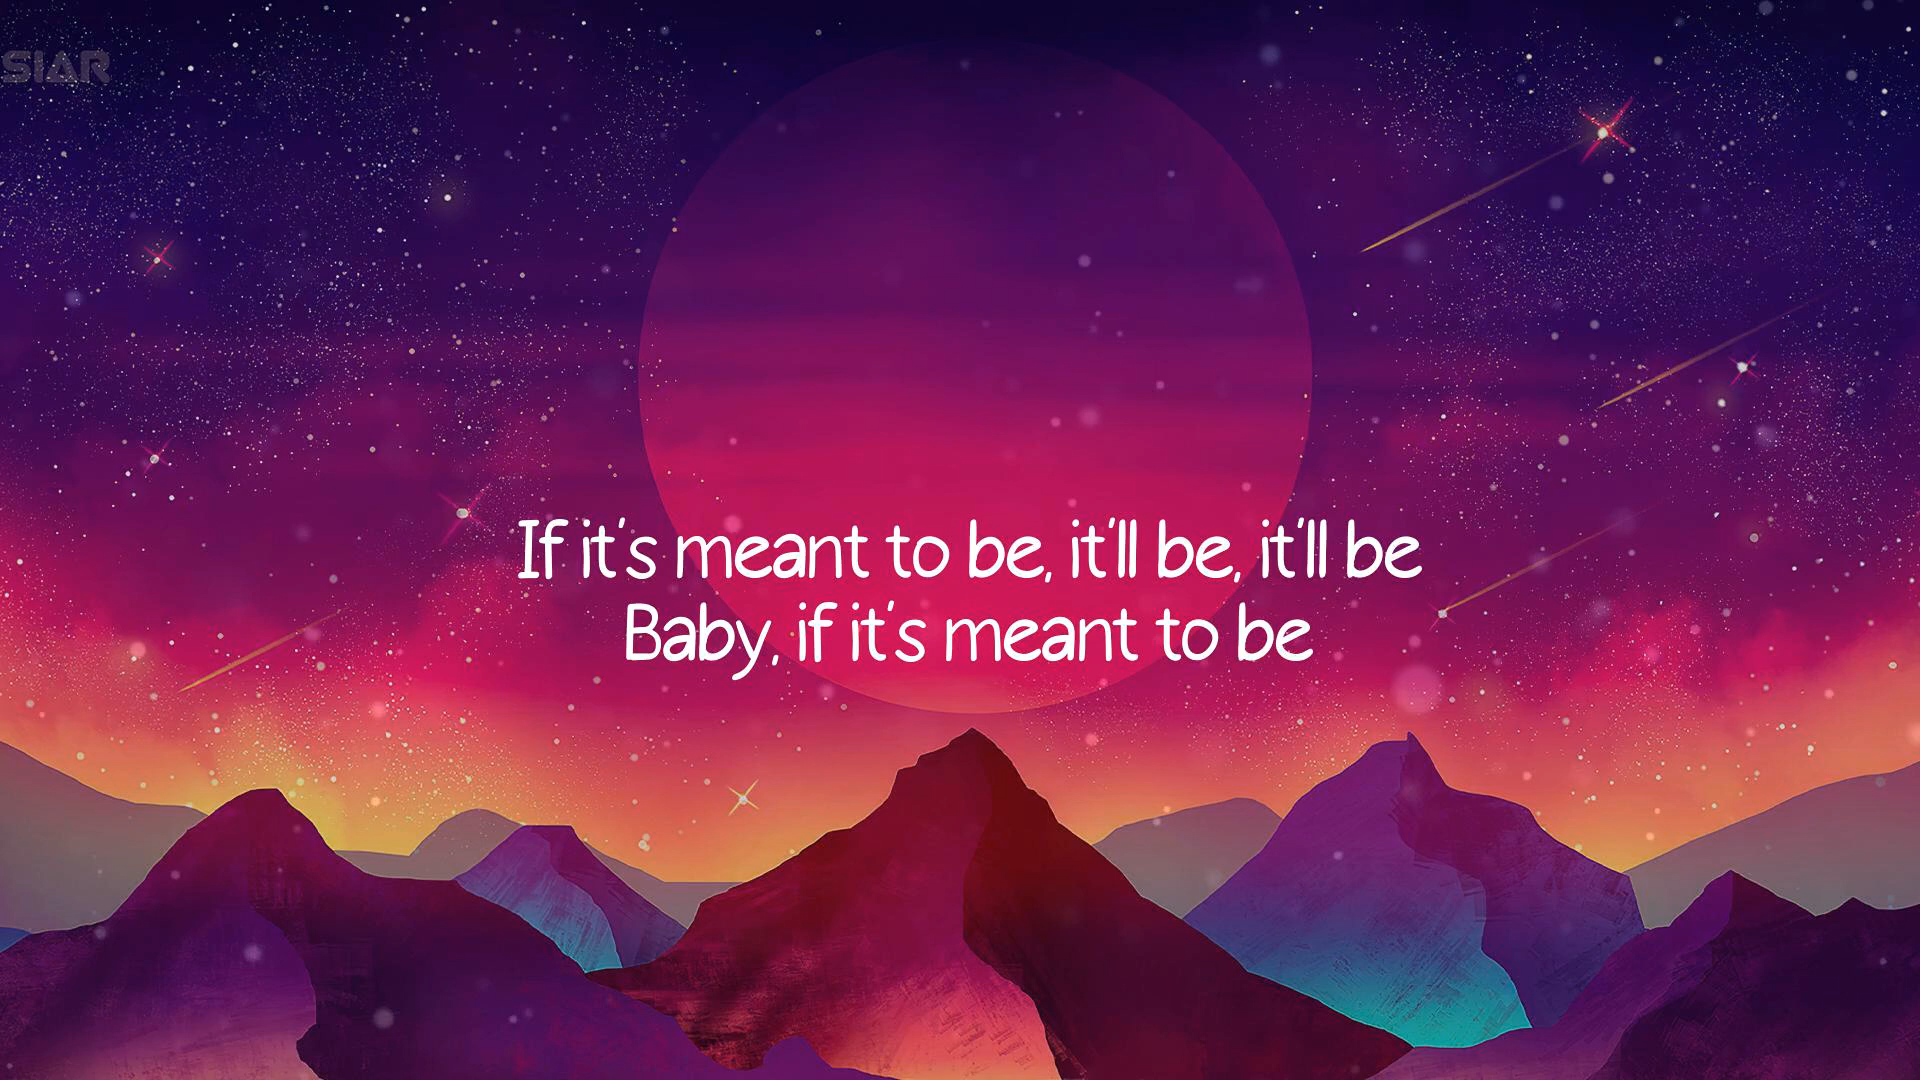 SIAR
If it's meant to be, it'll be, it'll be
Baby, if it's meant to be